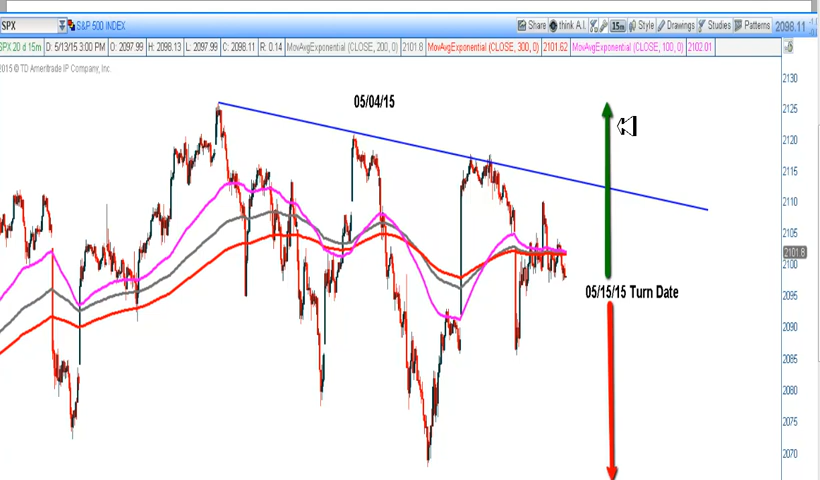 SPX
S&P 500 INDEX
Share
think A.I.
15m
Style
Drawings
Studies
Patterns
2098.11
SPX 20 d 15m
D: 5/13/15 3:00 PM
O: 2097.99
H: 2098.13
L: 2097.99
C: 2098.11
R: 0.14
MovAvgExponential (CLOSE, 200, 0)
2101.8
MovAvgExponential (CLOSE, 300, 0)
2101.62
MovAvgExponential (CLOSE, 100, 0)
2102.01
2015 © TD Ameritrade IP Company, Inc.
05/04/15
05/15/15 Turn Date
2130
2125
2120
2115
2110
2105
2101.8
2100
2095
2090
2085
2080
2075
2070